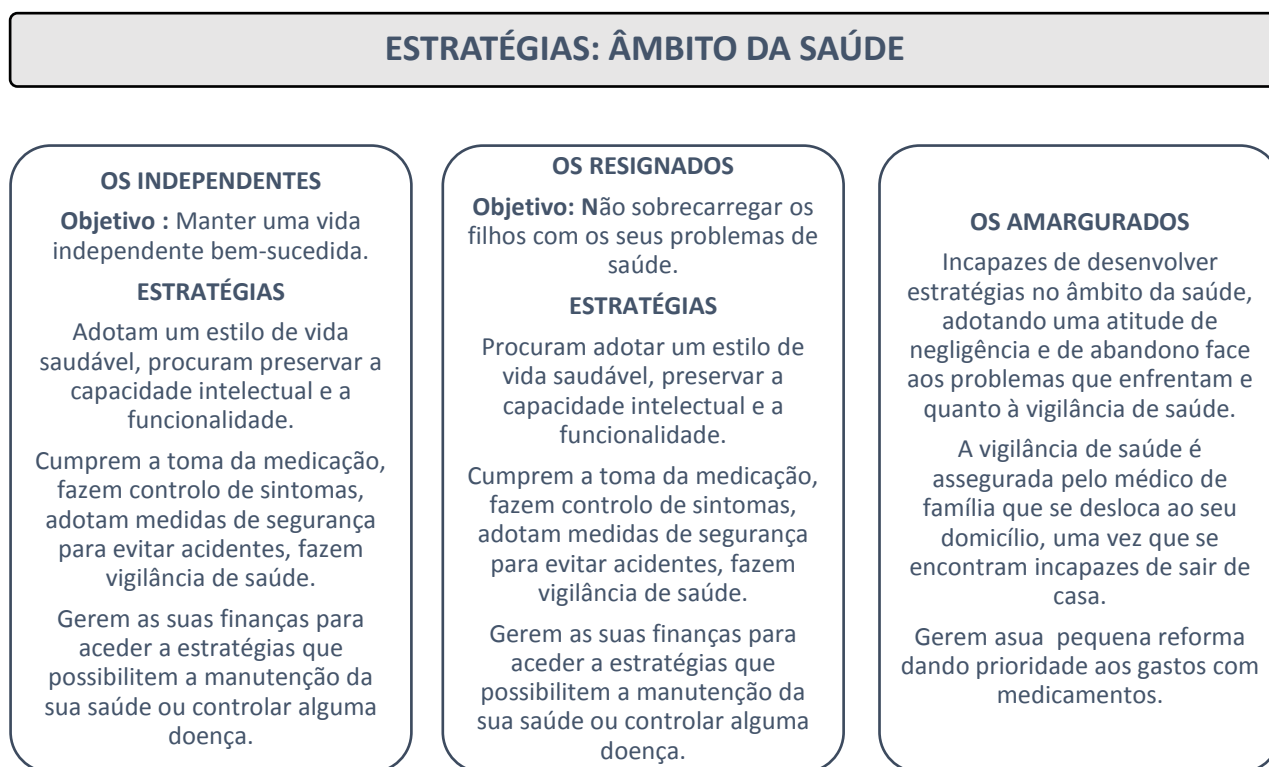 ESTRATÉGIAS: ÂMBITO DA SAÚDE
OS INDEPENDENTES
Objetivo : Manter uma vida
independente bem-sucedida.
ESTRATÉGIAS
Adotam um estilo de vida
saudável, procuram preservar a
capacidade intelectual e a
funcionalidade.
Cumprem a toma da medicação,
fazem controlo de sintomas,
adotam medidas de segurança
para evitar acidentes, fazem
vigilância de saúde.
Gerem as suas finanças para
aceder a estratégias que
possibilitem a manutenção da
sua saúde ou controlar alguma
doença.
OS RESIGNADOS
Objetivo: Não sobrecarregar os
filhos com os seus problemas de
saúde.
ESTRATÉGIAS
Procuram adotar um estilo de
vida saudável, preservar a
capacidade intelectual e a
funcionalidade.
Cumprem a toma da medicação,
fazem controlo de sintomas,
adotam medidas de segurança
para evitar acidentes, fazem
vigilância de saúde.
Gerem as suas finanças para
aceder a estratégias que
possibilitem a manutenção da
sua saúde ou controlar alguma
doença.
OS AMARGURADOS
Incapazes de desenvolver
estratégias no âmbito da saúde,
adotando uma atitude de
negligência e de abandono face
aos problemas que enfrentam e
quanto à vigilância de saúde.
A vigilância de saúde é
assegurada pelo médico de
família que se desloca ao seu
domicílio, uma vez que se
encontram incapazes de sair de
casa.
Gerem asua pequena reforma
dando prioridade aos gastos com
medicamentos.